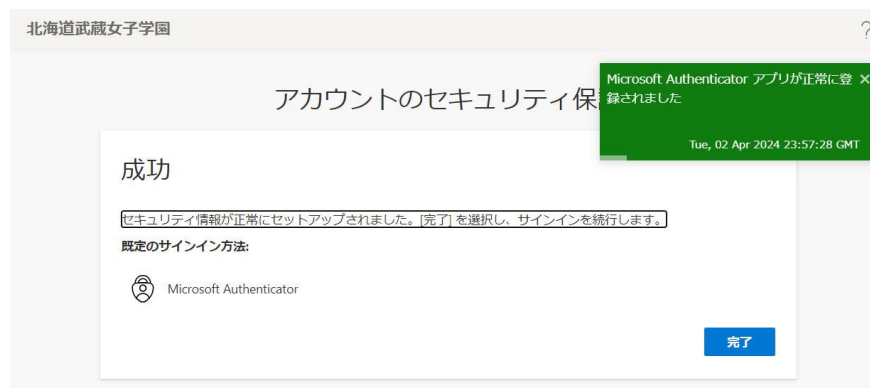 北海道武蔵女子学園
?
Microsoft Authenticator アプリが正常に登
録されました
Tue, 02 Apr 2024 23:57:28 GMT
アカウントのセキュリティ保
成功
セキュリティ情報が正常にセットアップされました。[完了] を選択し、サインインを続行します。
既定のサインイン方法:
Microsoft Authenticator
完了